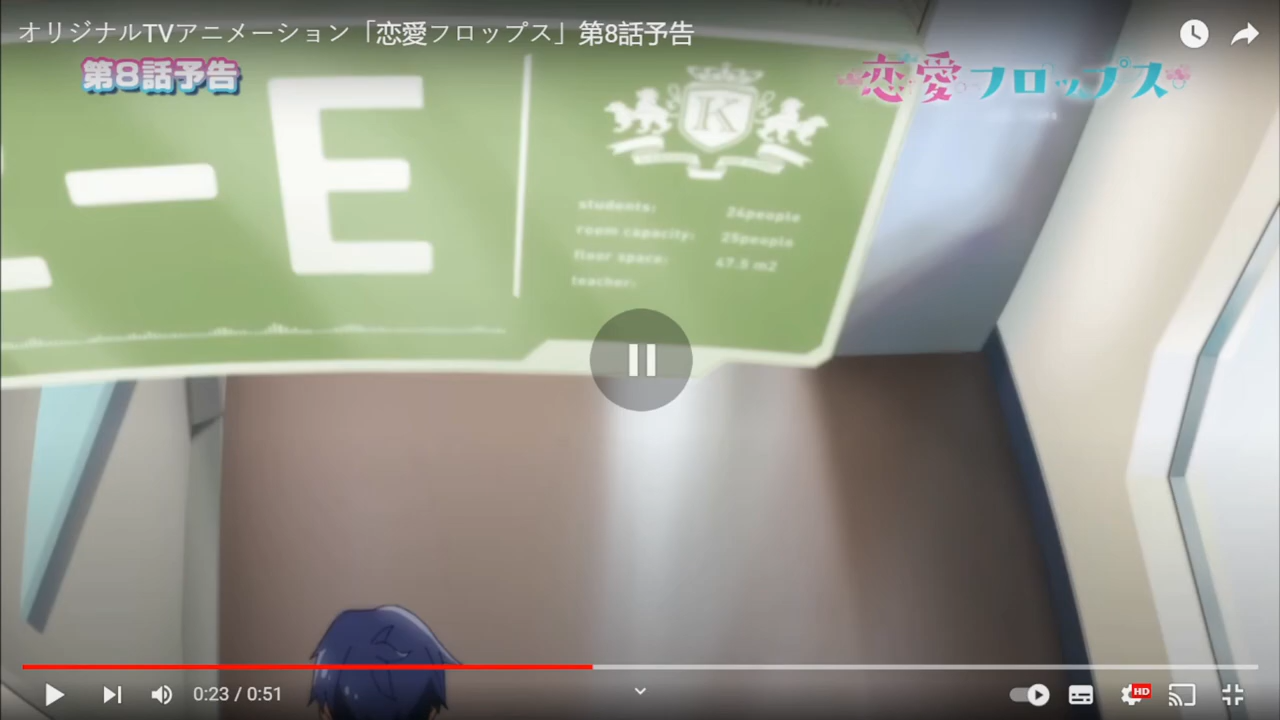 オリジナルTVアニメーション「恋愛フロップス」第8話予告
第8話予告
恋愛フロップス
-E
K
students: 24people
room capacity: 25people
floor space: 47.5 m2
teacher:
0:23 / 0:51
HD